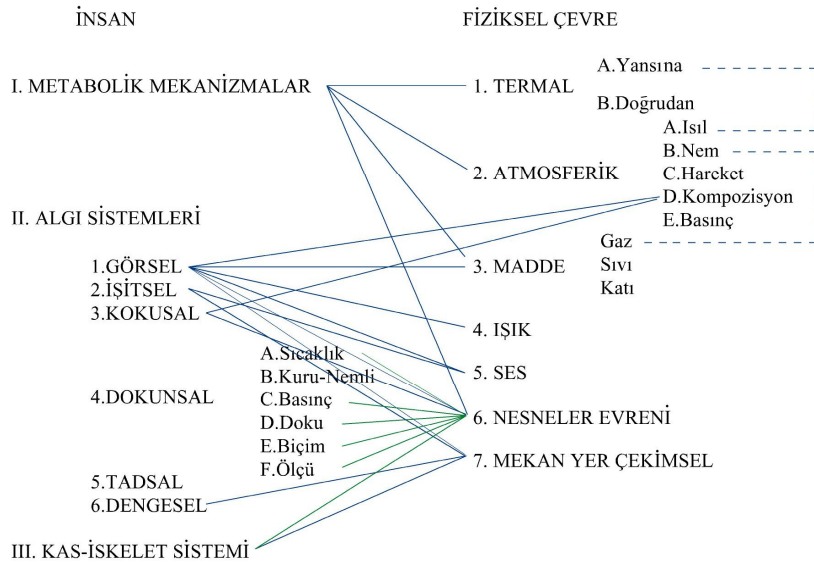 İNSAN
FİZİKSEL ÇEVRE
I. METABOLİK MEKANİZMALAR
1. TERMAL
A.Yansına
B.Doğrudan
2. ATMOSFERİK
A.Isıl
B.Nem
C.Hareket
D.Kompozisyon
E.Basınç
II. ALGI SİSTEMLERİ
1.GÖRSEL
2.İŞİTSEL
3.KOKUSAL
3. MADDE
Gaz
Sıvı
Katı
4. IŞIK
5. SES
4.DOKUNSAL
A.Sıcaklık
B.Kuru-Nemli
C.Basınç
D.Doku
E.Biçim
F.Ölçü
6. NESNELER EVRENİ
7. MEKAN YER ÇEKİMSEL
5.TADSAL
6.DENGESEL
III. KAS-İSKELET SİSTEMİ